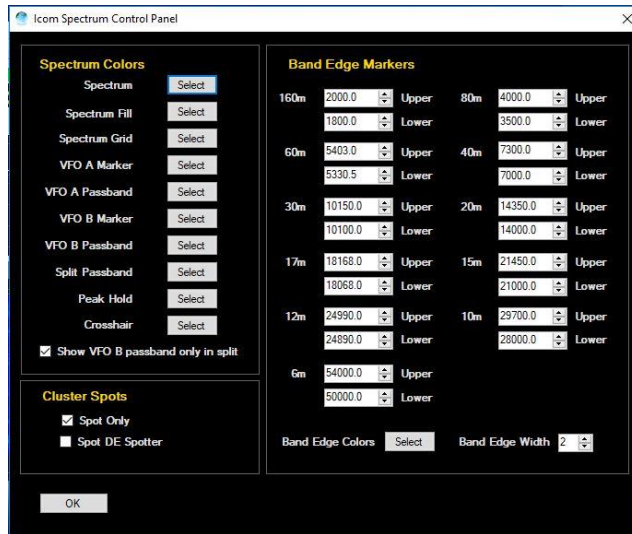 Icom Spectrum Control Panel
Spectrum Colors
Spectrum Select
Spectrum Fill Select
Spectrum Grid Select
VFO A Marker Select
VFO A Passband Select
VFO B Marker Select
VFO B Passband Select
Split Passband Select
Peak Hold Select
Crosshair Select
Show VFO B passband only in split
Cluster Spots
Spot Only
Spot DE Spotter
OK
Band Edge Markers
160m 2000.0 Upper 80m 4000.0 Upper
1800.0 Lower 3500.0 Lower
60m 5403.0 Upper 40m 7300.0 Upper
5330.5 Lower 7000.0 Lower
30m 10150.0 Upper 20m 14350.0 Upper
10100.0 Lower 14000.0 Lower
17m 18168.0 Upper 15m 21450.0 Upper
18068.0 Lower 21000.0 Lower
12m 24990.0 Upper 10m 29700.0 Upper
24890.0 Lower 28000.0 Lower
6m 54000.0 Upper
50000.0 Lower
Band Edge Colors Select Band Edge Width 2